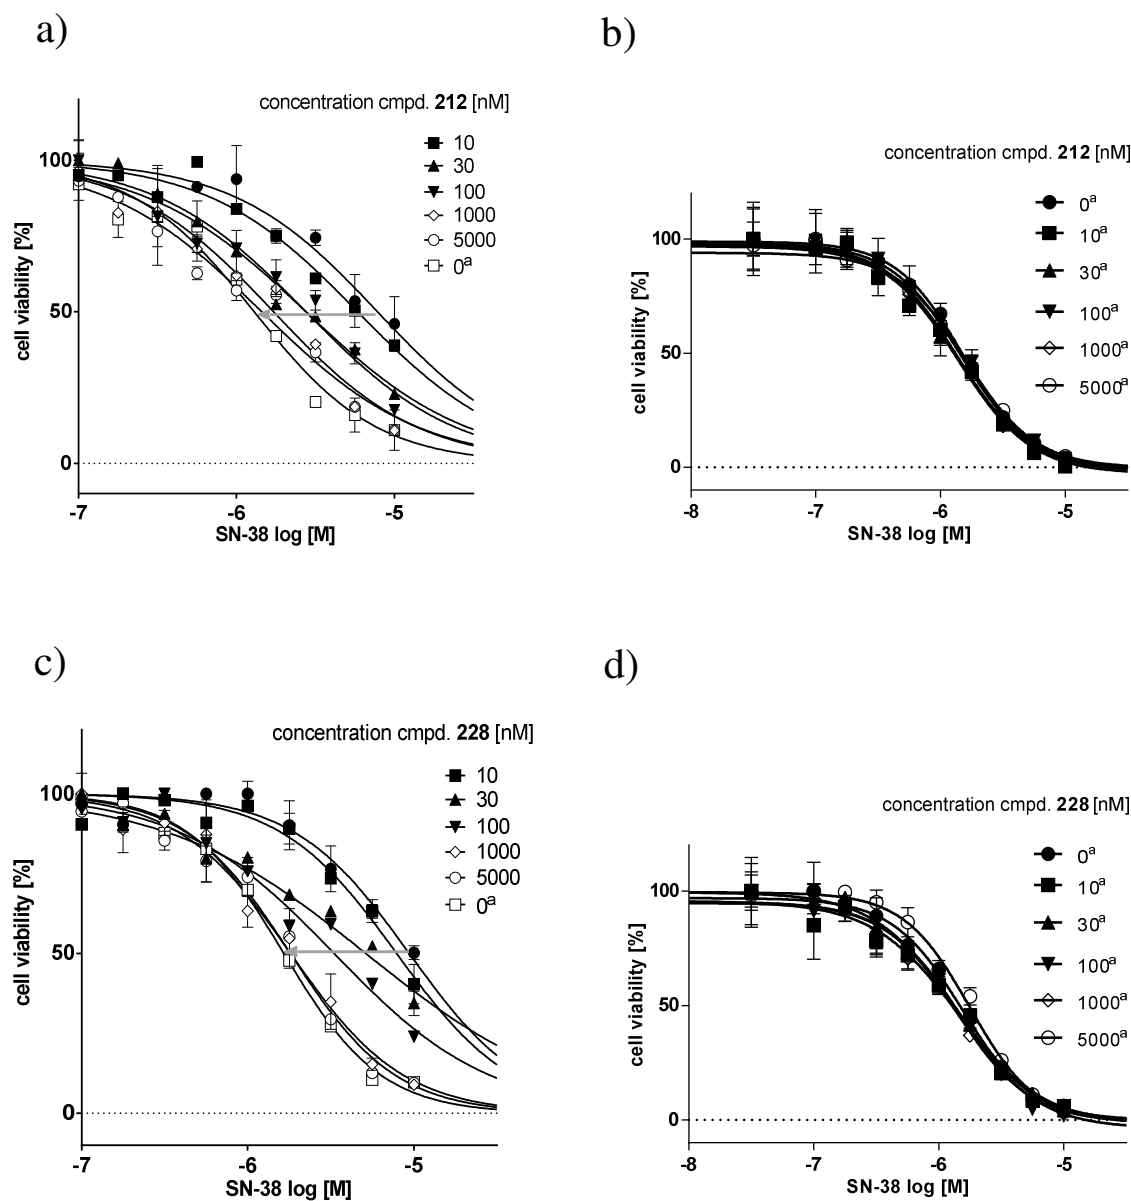 a)
concentration cmpd. 212 [nM]
10
30
100
1000
5000
0a
100
50
0
cell viability [%]
-7
-6
-5
SN-38 log [M]
b)
concentration cmpd. 212 [nM]
0a
10a
30a
100a
1000a
5000a
100
50
0
cell viability [%]
-8
-7
-6
-5
SN-38 log [M]
c)
concentration cmpd. 228 [nM]
10
30
100
1000
5000
0a
100
50
0
cell viability [%]
-7
-6
-5
SN-38 log [M]
d)
concentration cmpd. 228 [nM]
0a
10a
30a
100a
1000a
5000a
100
50
0
cell viability [%]
-8
-7
-6
-5
SN-38 log [M]